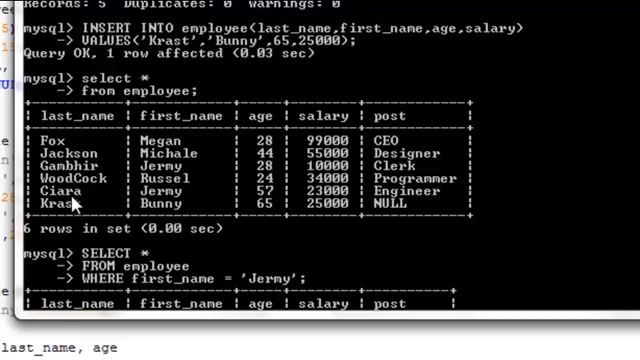 Records: 5  Duplicates: 0  Warnings: 0
mysql> INSERT INTO employee(last_name,first_name,age,salary)
-> VALUES('Krast','Bunny',65,25000);
Query OK, 1 row affected (0.03 sec)
mysql> select *
-> from employee;
| last_name | first_name | age | salary | post |
| Fox | Megan | 28 | 99000 | CEO |
| Jackson | Michale | 44 | 55000 | Designer |
| Gambhir | Jermy | 28 | 10000 | Clerk |
| WoodCock | Russel | 24 | 34000 | Programmer |
| Ciara | Jermy | 57 | 23000 | Engineer |
| Krast | Bunny | 65 | 25000 | NULL |
6 rows in set (0.00 sec)
mysql> SELECT *
-> FROM employee
-> WHERE first_name = 'Jermy';
| last_name | first_name | age | salary | post |
last_name, age